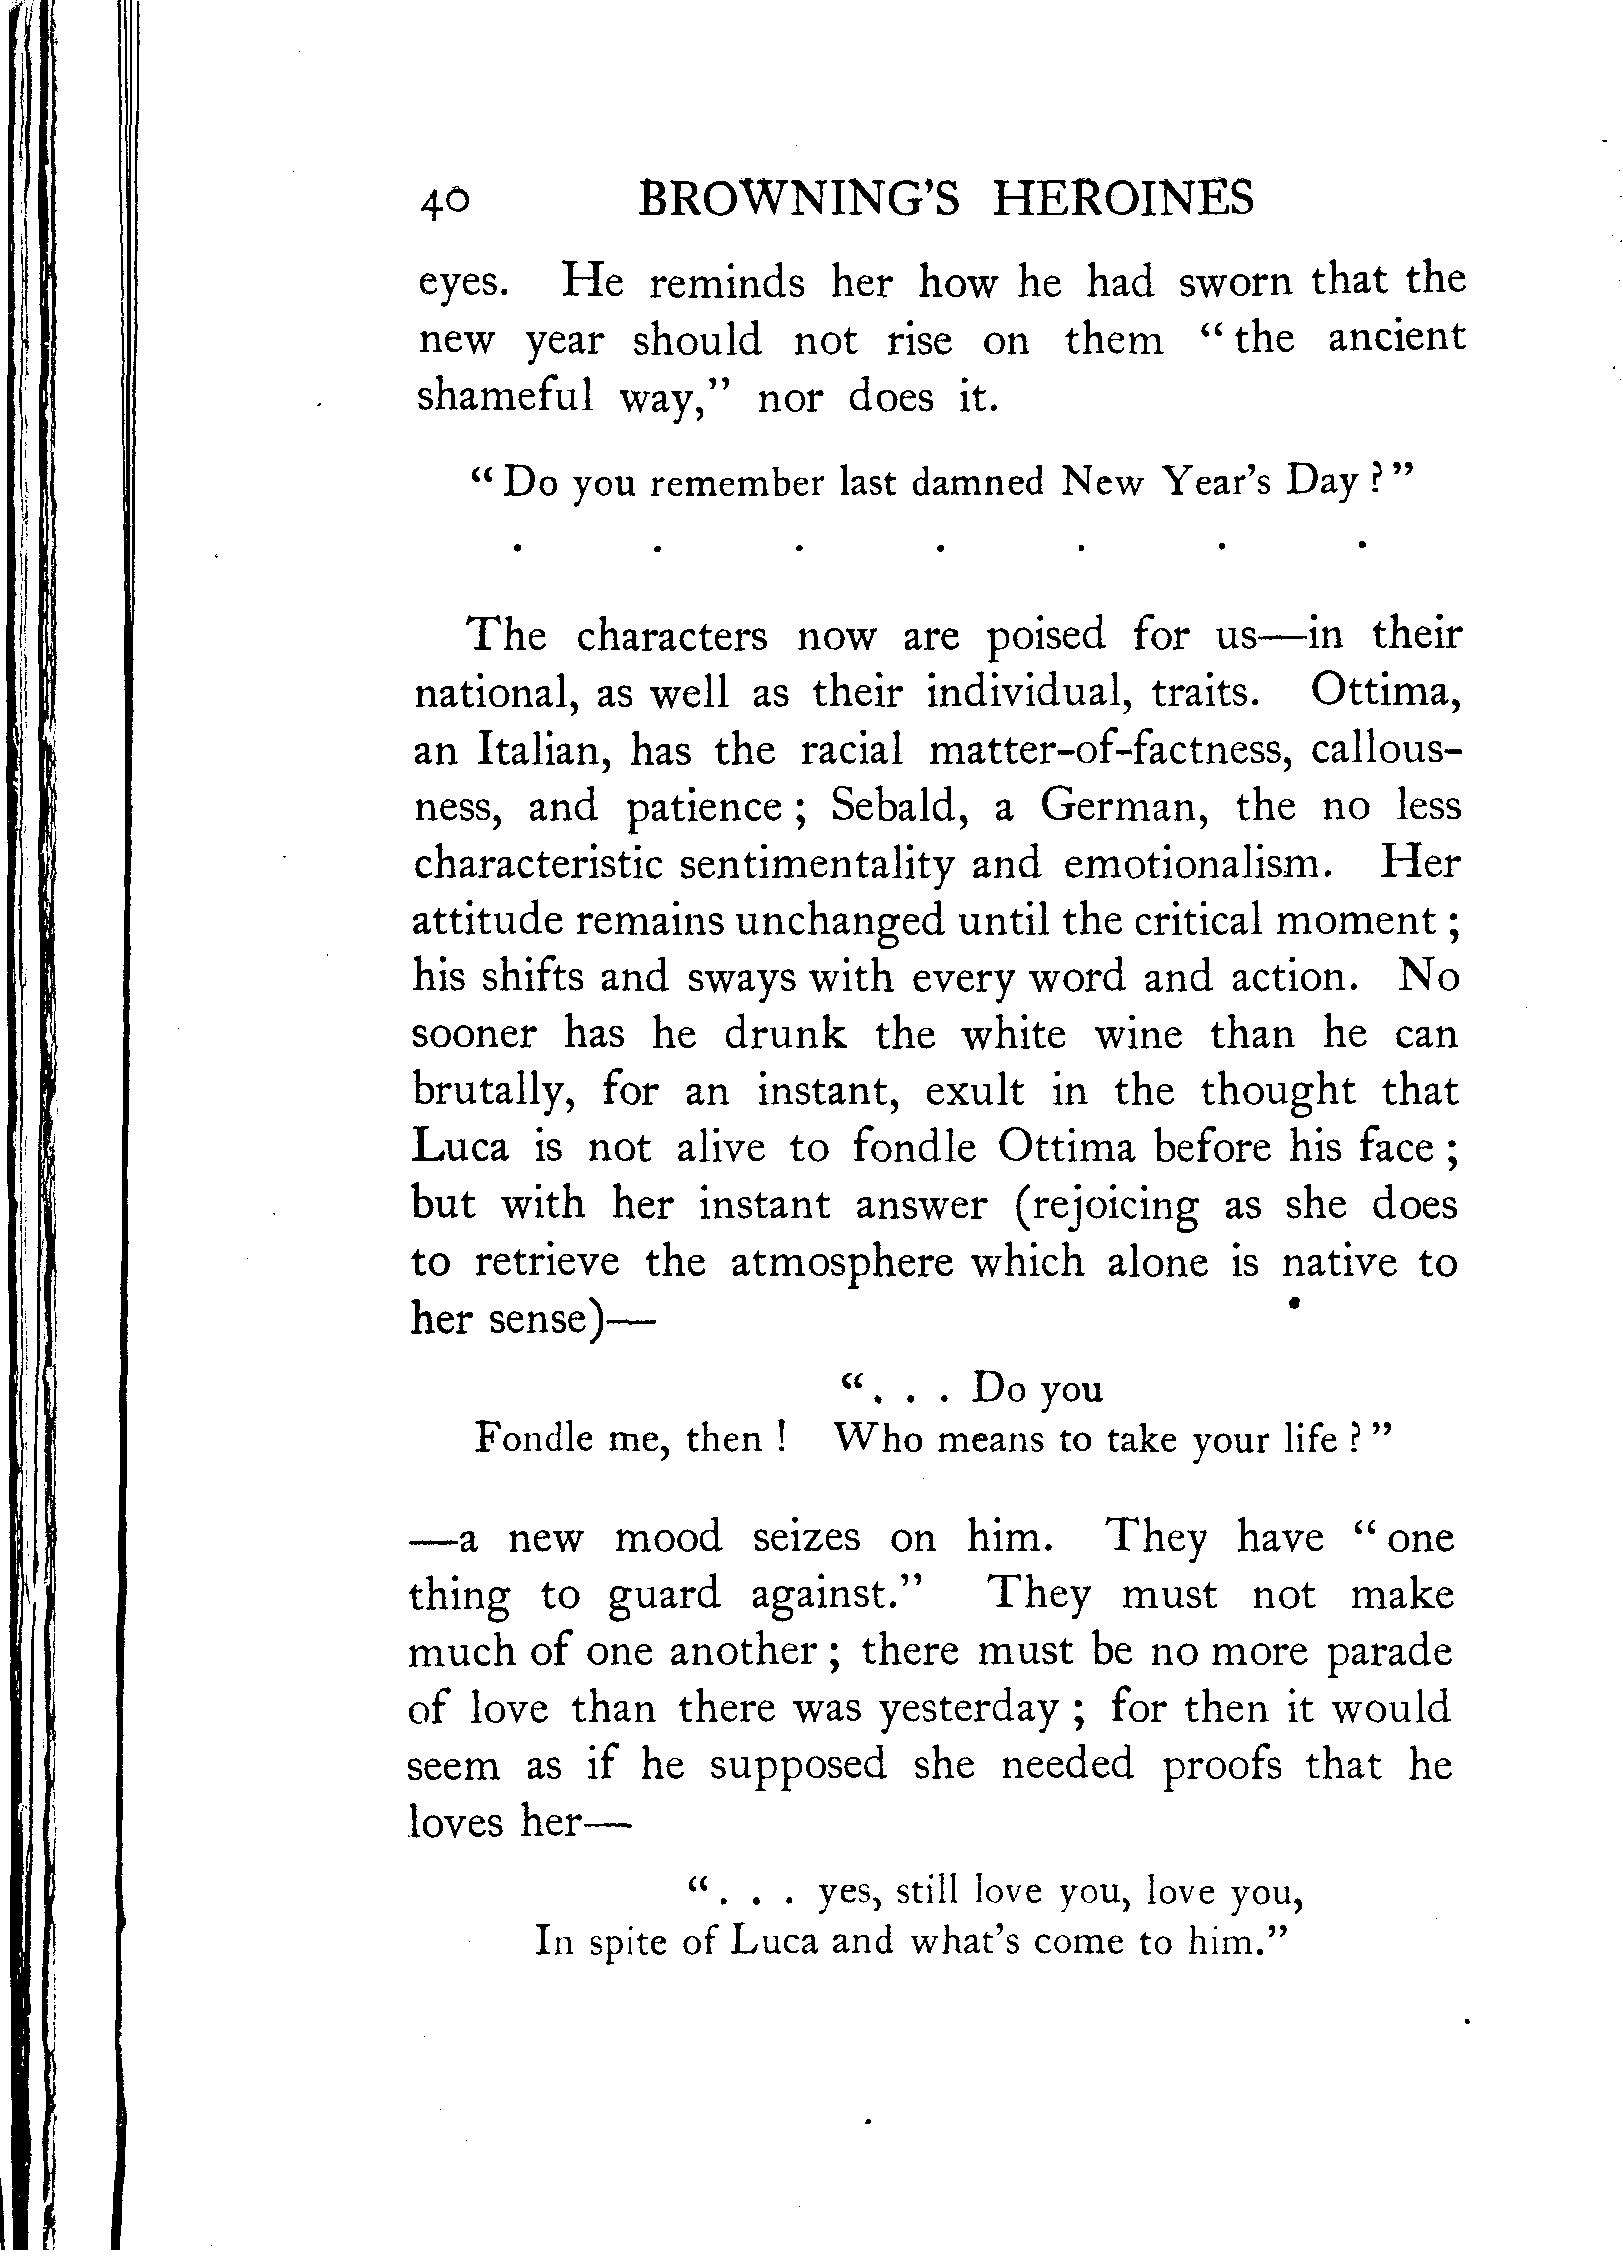 40 BROWNING'S HEROINES
eyes. He reminds her how he had sworn that the
new year should not rise on them "the ancient
shameful way," nor does it.
"Do you remember last damned New Year's Day?"
. . . . . . .
The characters now are poised for us—in their
national, as well as their individual, traits. Ottima,
an Italian, has the racial matter-of-factness, callous-
ness, and patience; Sebald, a German, the no less
characteristic sentimentality and emotionalism. Her
attitude remains unchanged until the critical moment;
his shifts and sways with every word and action. No
sooner has he drunk the white wine than he can
brutally, for an instant, exult in the thought that
Luca is not alive to fondle Ottima before his face;
but with her instant answer (rejoicing as she does
to retrieve the atmosphere which alone is native to
her sense)—
". . . Do you
Fondle me, then! Who means to take your life?"
—a new mood seizes on him. They have "one
thing to guard against." They must not make
much of one another; there must be no more parade
of love than there was yesterday; for then it would
seem as if he supposed she needed proofs that he
loves her—
". . . yes, still love you, love you,
In spite of Luca and what's come to him."